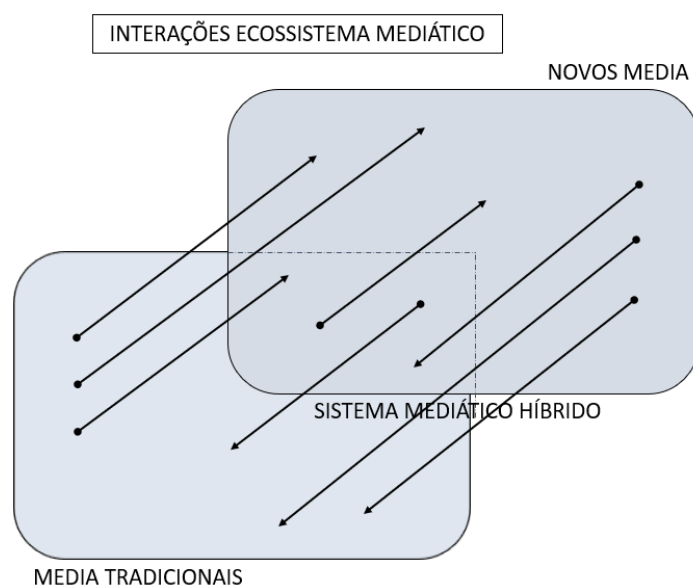 INTERAÇÕES ECOSSISTEMA MEDIÁTICO
NOVOS MEDIA
SISTEMA MEDIÁTICO HÍBRIDO
MEDIA TRADICIONAIS